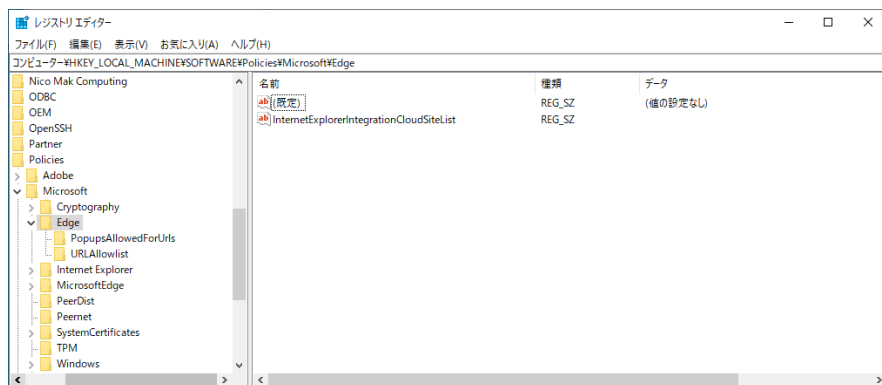 レジストリ エディター
ファイル(F) 編集(E) 表示(V) お気に入り(A) ヘルプ(H)
コンピューター¥HKEY_LOCAL_MACHINE¥SOFTWARE¥Policies¥Microsoft¥Edge
Nico Mak Computing
ODBC
OEM
OpenSSH
Partner
Policies
Adobe
Microsoft
Cryptography
Edge
PopupsAllowedForUrls
URLAllowlist
Internet Explorer
MicrosoftEdge
PeerDist
Peernet
SystemCertificates
TPM
Windows
名前 種類 データ
ab (既定) REG_SZ (値の設定なし)
ab InternetExplorerIntegrationCloudSiteList REG_SZ